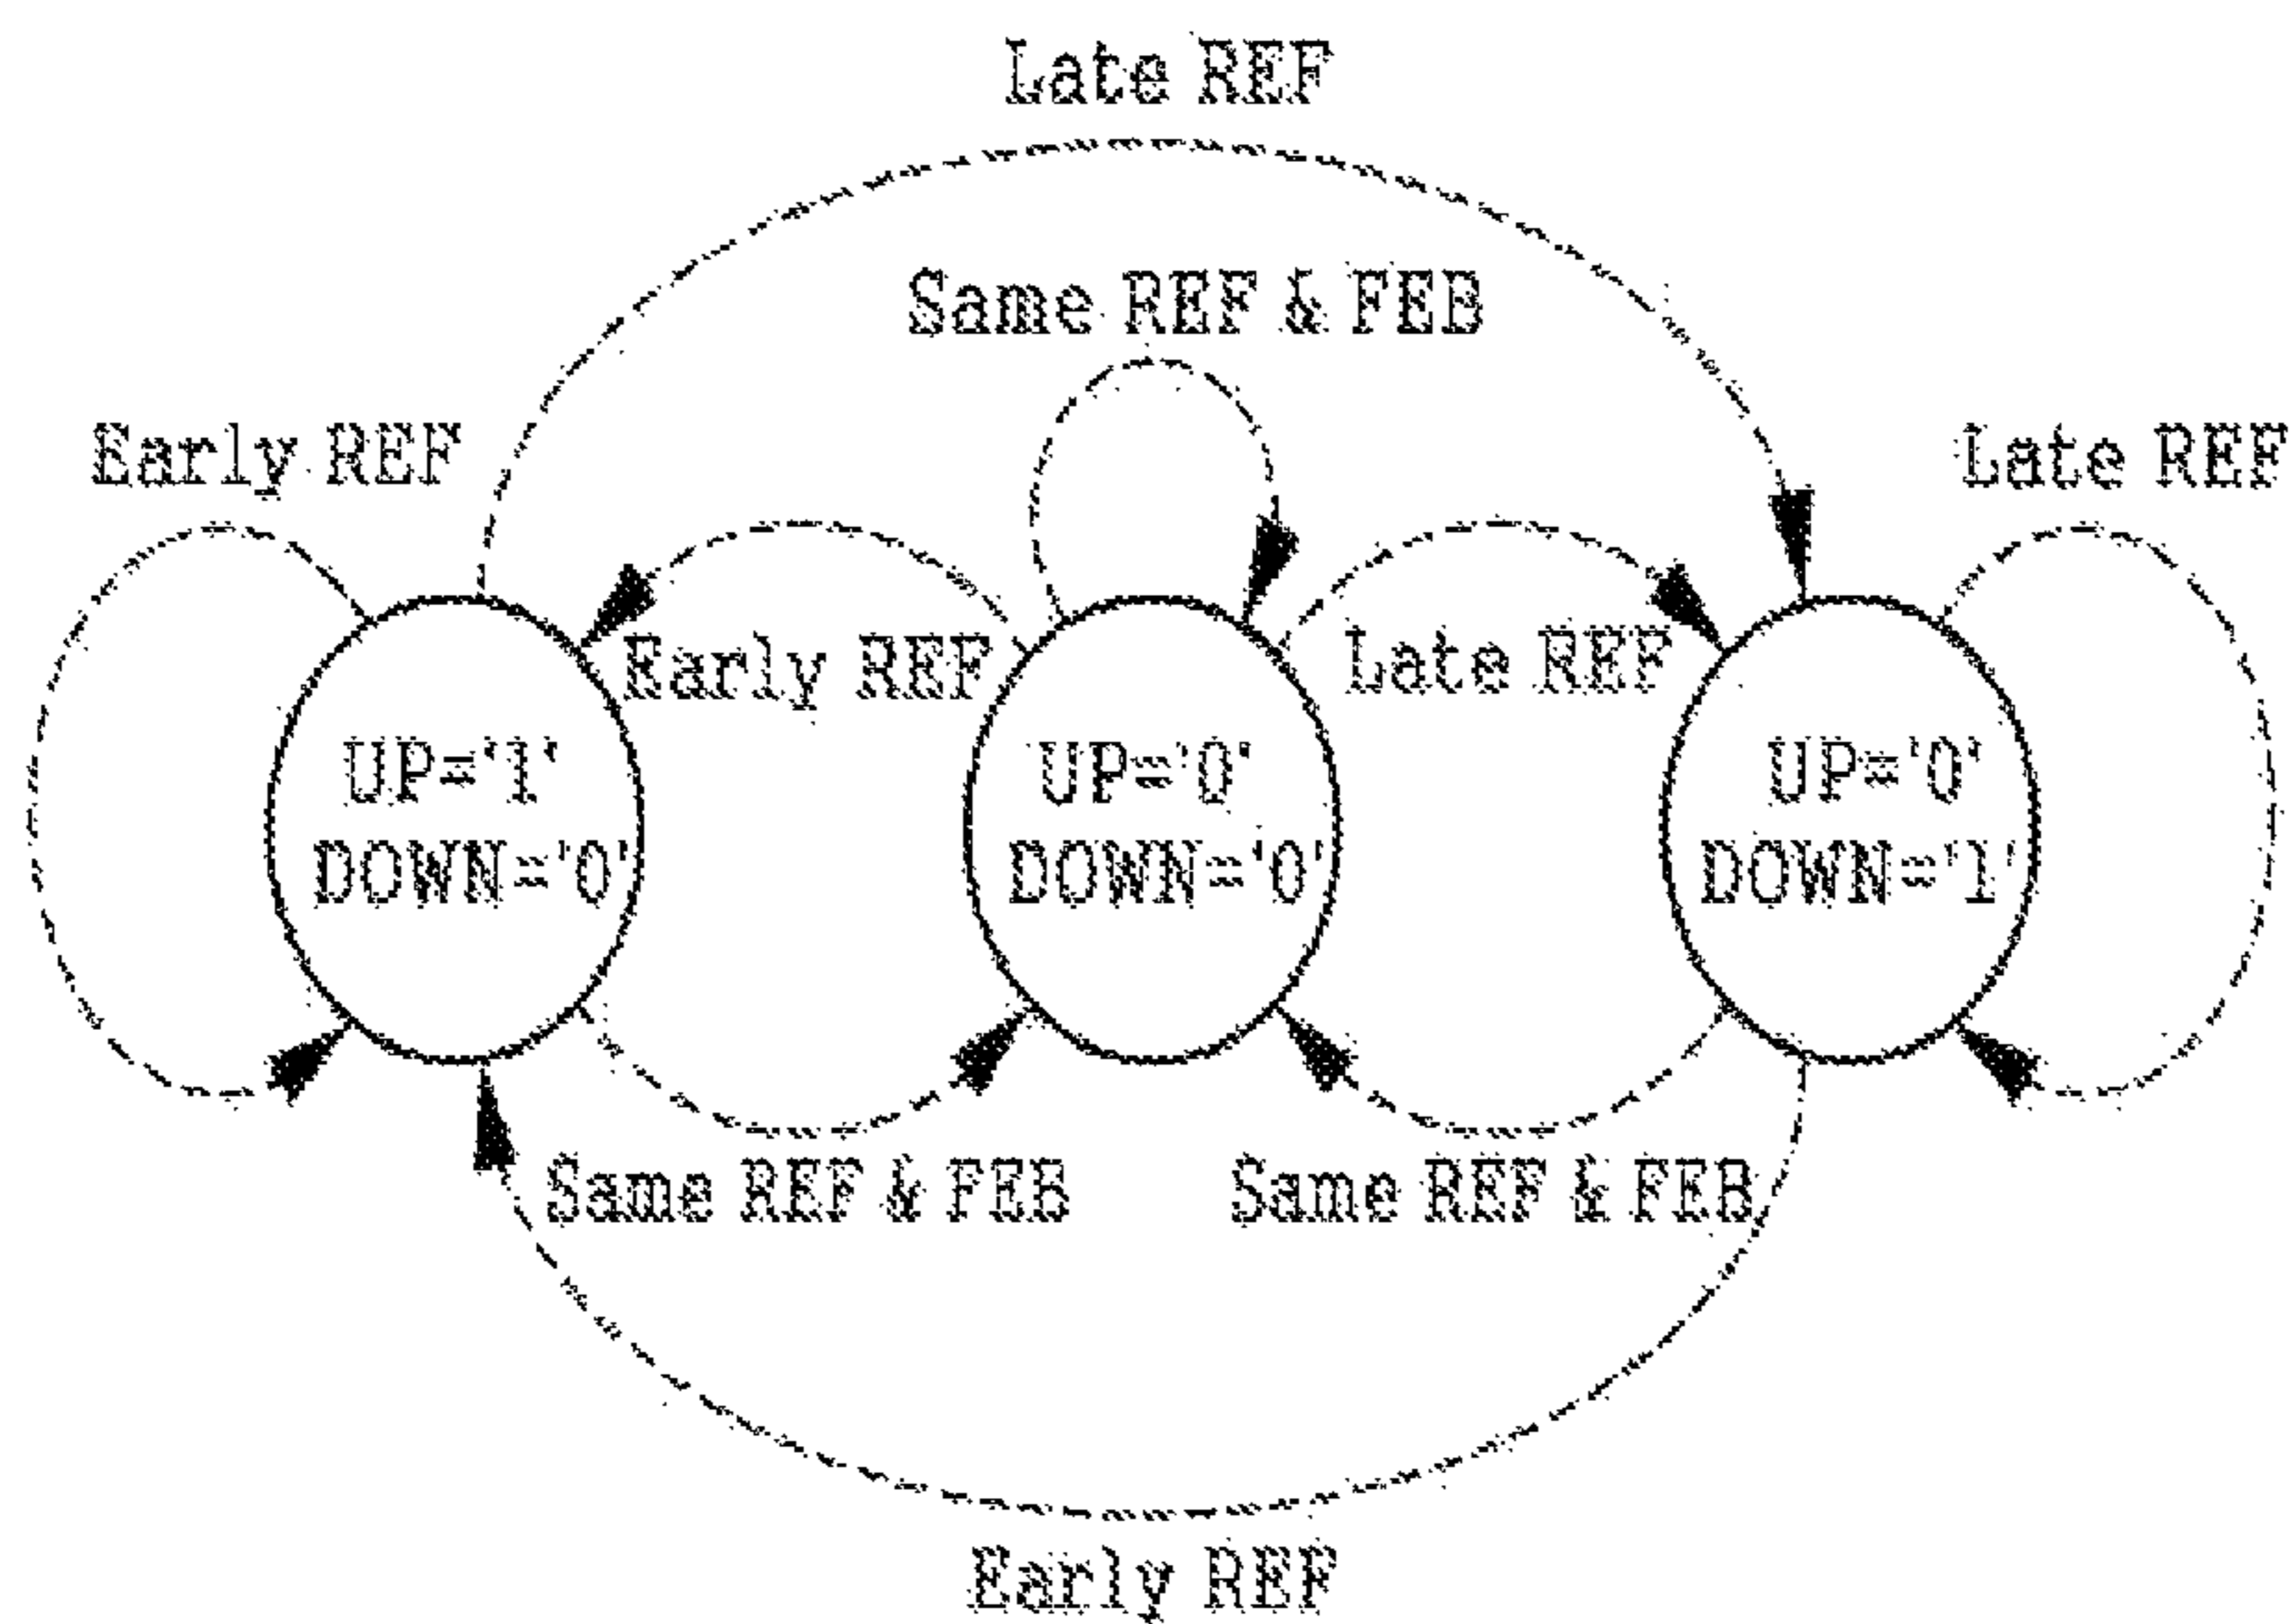 Late REF
Same REF & FEB
Early REF
Late REF
Early REF
Late REF
UP='1'
DOWN='0'
UP='0'
DOWN='0'
UP='0'
DOWN='1'
Same REF & FEB
Same REF & FEB
Early REF